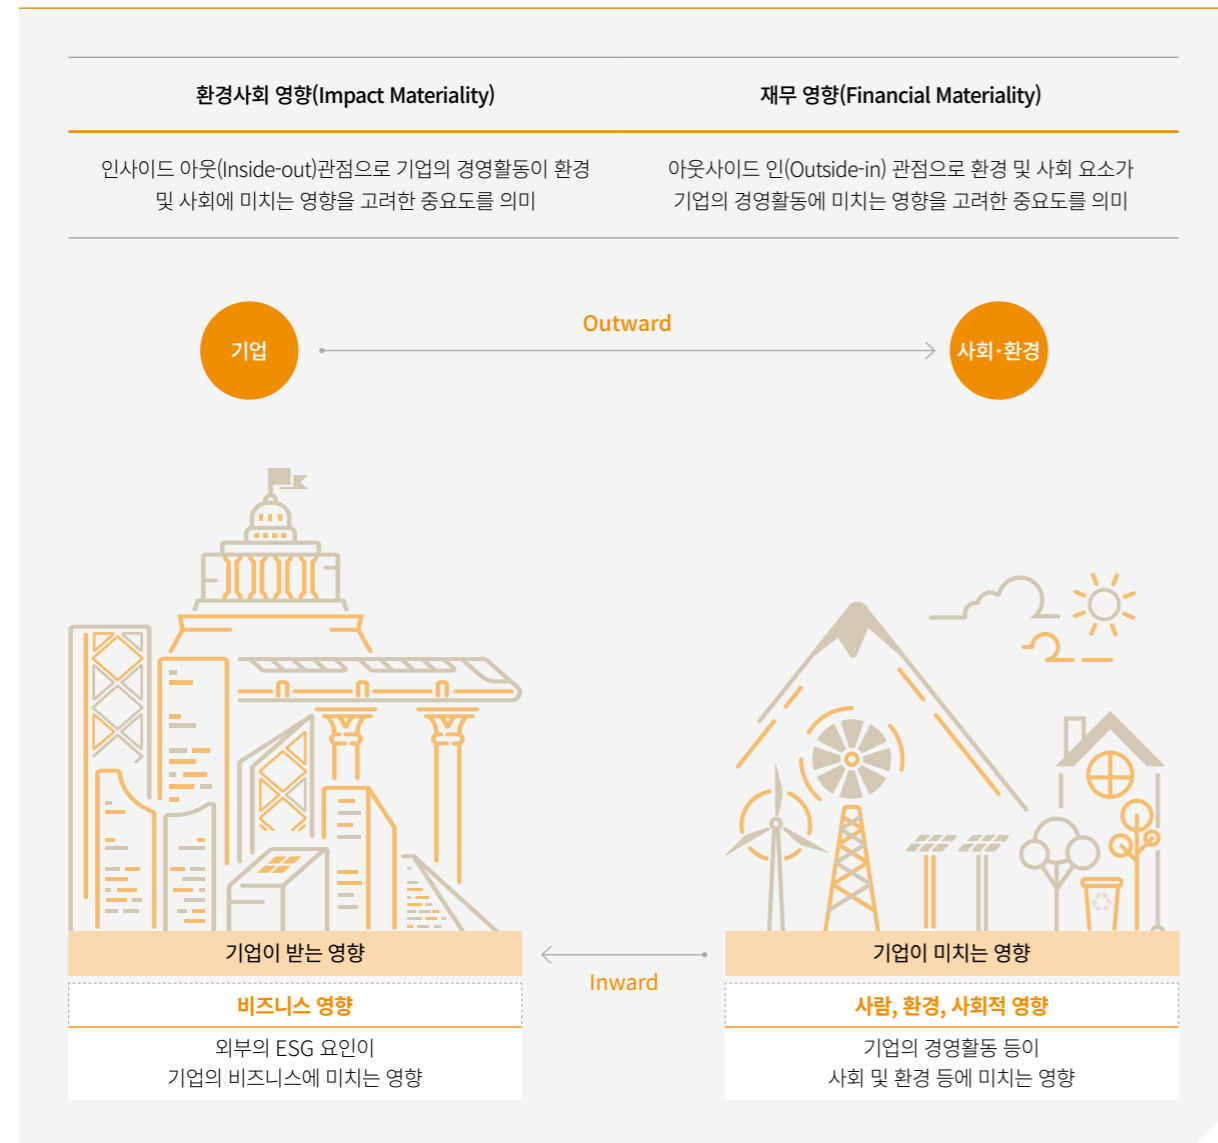 환경사회 영향(Impact Materiality)
재무 영향(Financial Materiality)
인사이드 아웃(Inside-out)관점으로 기업의 경영활동이 환경
및 사회에 미치는 영향을 고려한 중요도를 의미
아웃사이드 인(Outside-in) 관점으로 환경 및 사회 요소가
기업의 경영활동에 미치는 영향을 고려한 중요도를 의미
기업
Outward
사회·환경
기업이 받는 영향
Inward
기업이 미치는 영향
비즈니스 영향
외부의 ESG 요인이
기업의 비즈니스에 미치는 영향
사람, 환경, 사회적 영향
기업의 경영활동 등이
사회 및 환경 등에 미치는 영향